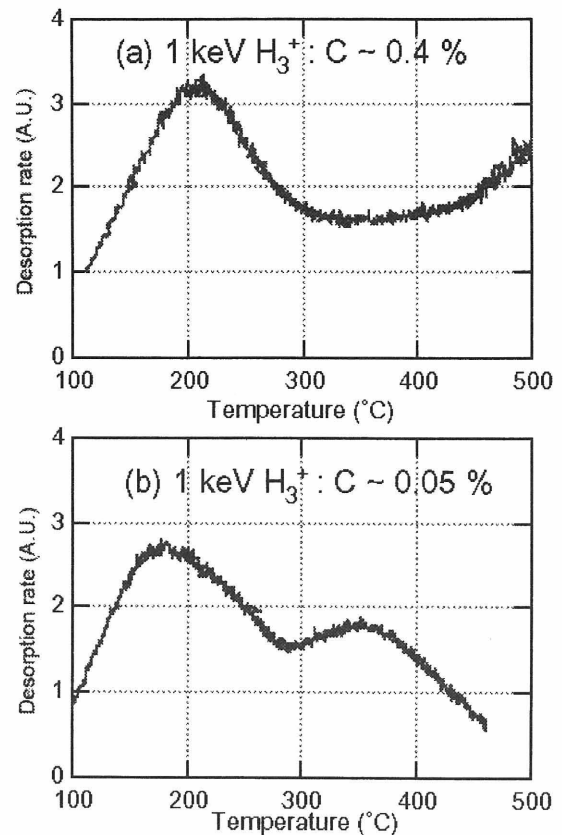 4
(a) 1 keV H₃⁺ : C ~ 0.4 %
3
2
1
0
Desorption rate (A.U.)
100 200 300 400 500
Temperature (°C)
4
(b) 1 keV H₃⁺ : C ~ 0.05 %
3
2
1
0
Desorption rate (A.U.)
100 200 300 400 500
Temperature (°C)